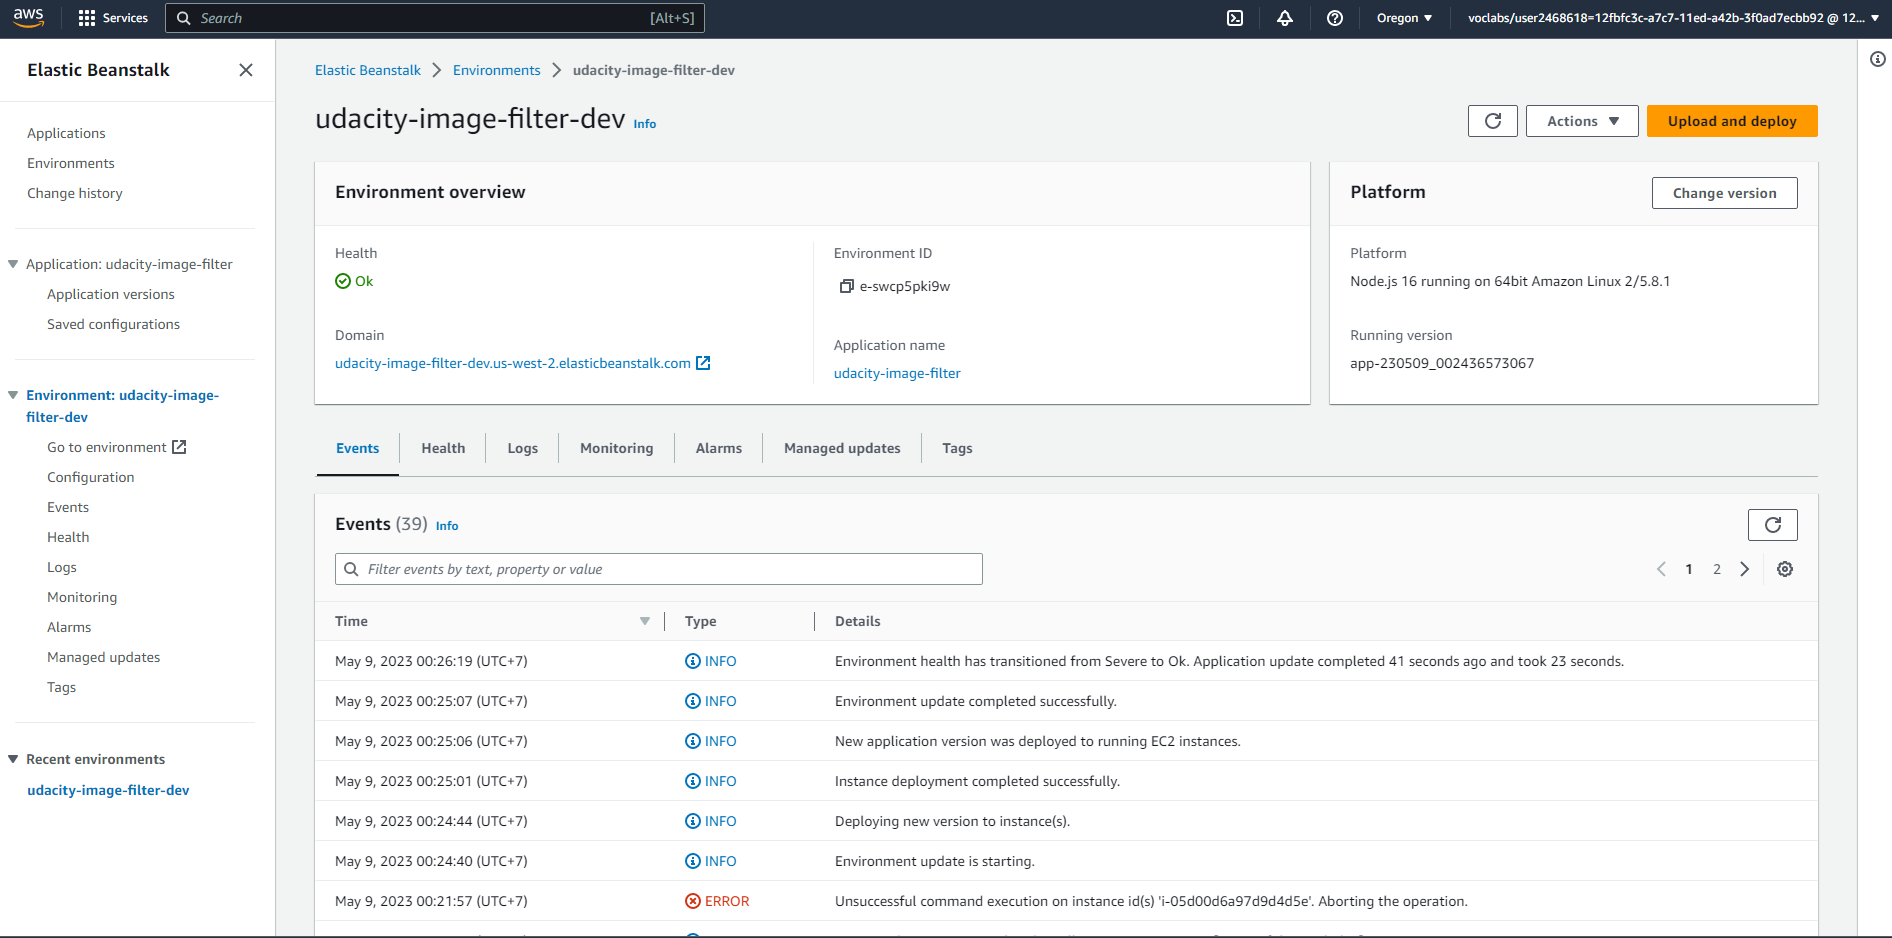 aws
Services
Search [Alt+S]
Oregon
voclabs/user2468618=12fbfc3c-a7c7-11ed-a42b-3f0ad7ecbb92 @ 12...
Elastic Beanstalk
Applications
Environments
Change history
Application: udacity-image-filter
Application versions
Saved configurations
Environment: udacity-image-
filter-dev
Go to environment
Configuration
Events
Health
Logs
Monitoring
Alarms
Managed updates
Tags
Recent environments
udacity-image-filter-dev
Elastic Beanstalk Environments udacity-image-filter-dev
udacity-image-filter-dev Info
Actions
Upload and deploy
Environment overview
Health
Ok
Domain
udacity-image-filter-dev.us-west-2.elasticbeanstalk.com
Environment ID
e-swcp5pki9w
Application name
udacity-image-filter
Platform
Change version
Platform
Node.js 16 running on 64bit Amazon Linux 2/5.8.1
Running version
app-230509_002436573067
Events Health Logs Monitoring Alarms Managed updates Tags
Events (39) Info
Filter events by text, property or value
1 2
Time Type Details
May 9, 2023 00:26:19 (UTC+7) INFO Environment health has transitioned from Severe to Ok. Application update completed 41 seconds ago and took 23 seconds.
May 9, 2023 00:25:07 (UTC+7) INFO Environment update completed successfully.
May 9, 2023 00:25:06 (UTC+7) INFO New application version was deployed to running EC2 instances.
May 9, 2023 00:25:01 (UTC+7) INFO Instance deployment completed successfully.
May 9, 2023 00:24:44 (UTC+7) INFO Deploying new version to instance(s).
May 9, 2023 00:24:40 (UTC+7) INFO Environment update is starting.
May 9, 2023 00:21:57 (UTC+7) ERROR Unsuccessful command execution on instance id(s) 'i-05d00d6a97d9d4d5e'. Aborting the operation.